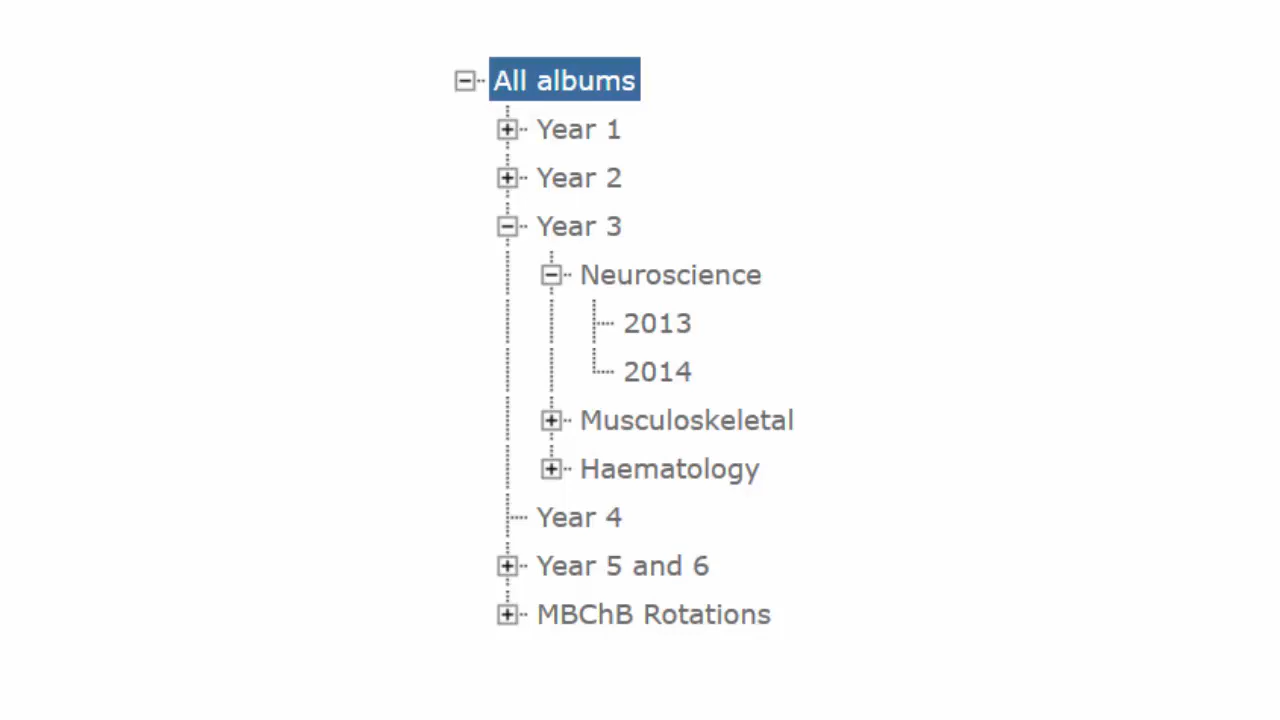 All albums
Year 1
Year 2
Year 3
Neuroscience
2013
2014
Musculoskeletal
Haematology
Year 4
Year 5 and 6
MBChB Rotations